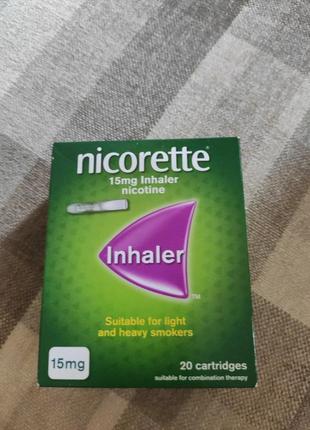 nicorette®
15mg Inhaler
nicotine
Inhaler
TM
Suitable for light
and heavy smokers
15mg
20 cartridges
suitable for combination therapy